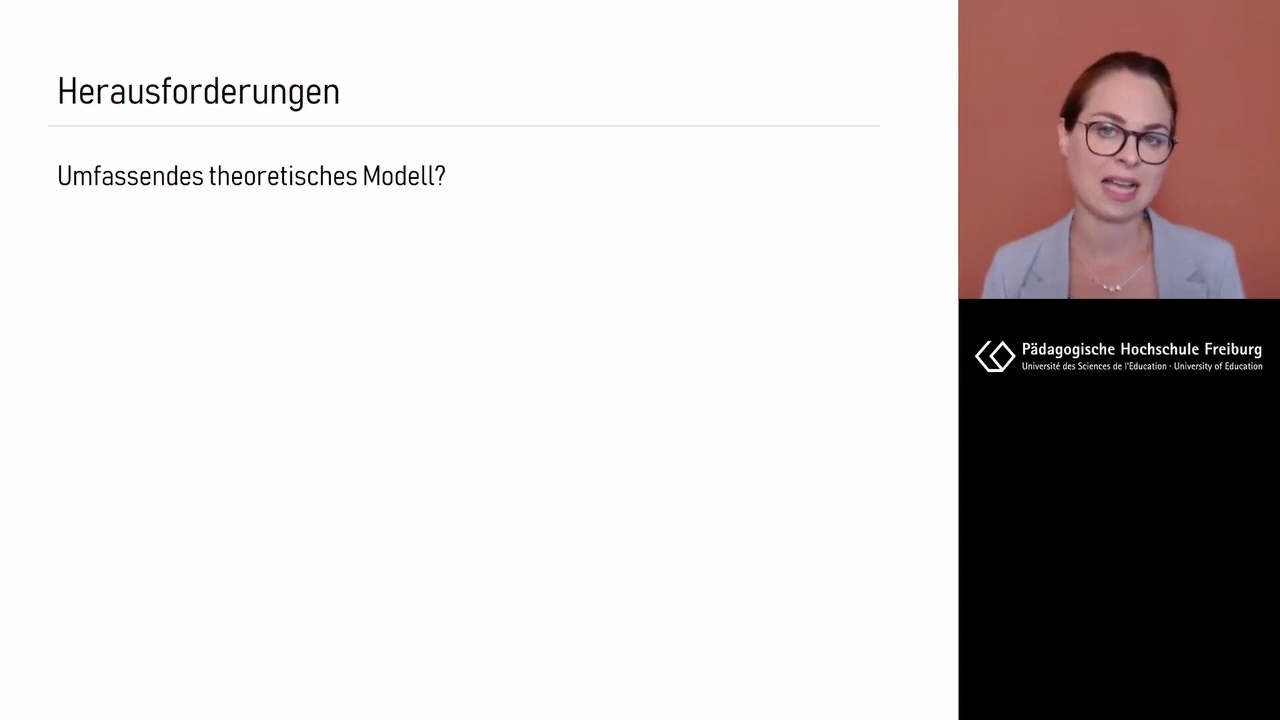 Herausforderungen
Umfassendes theoretisches Modell?
Pädagogische Hochschule Freiburg
Université des Sciences de l'Education · University of Education